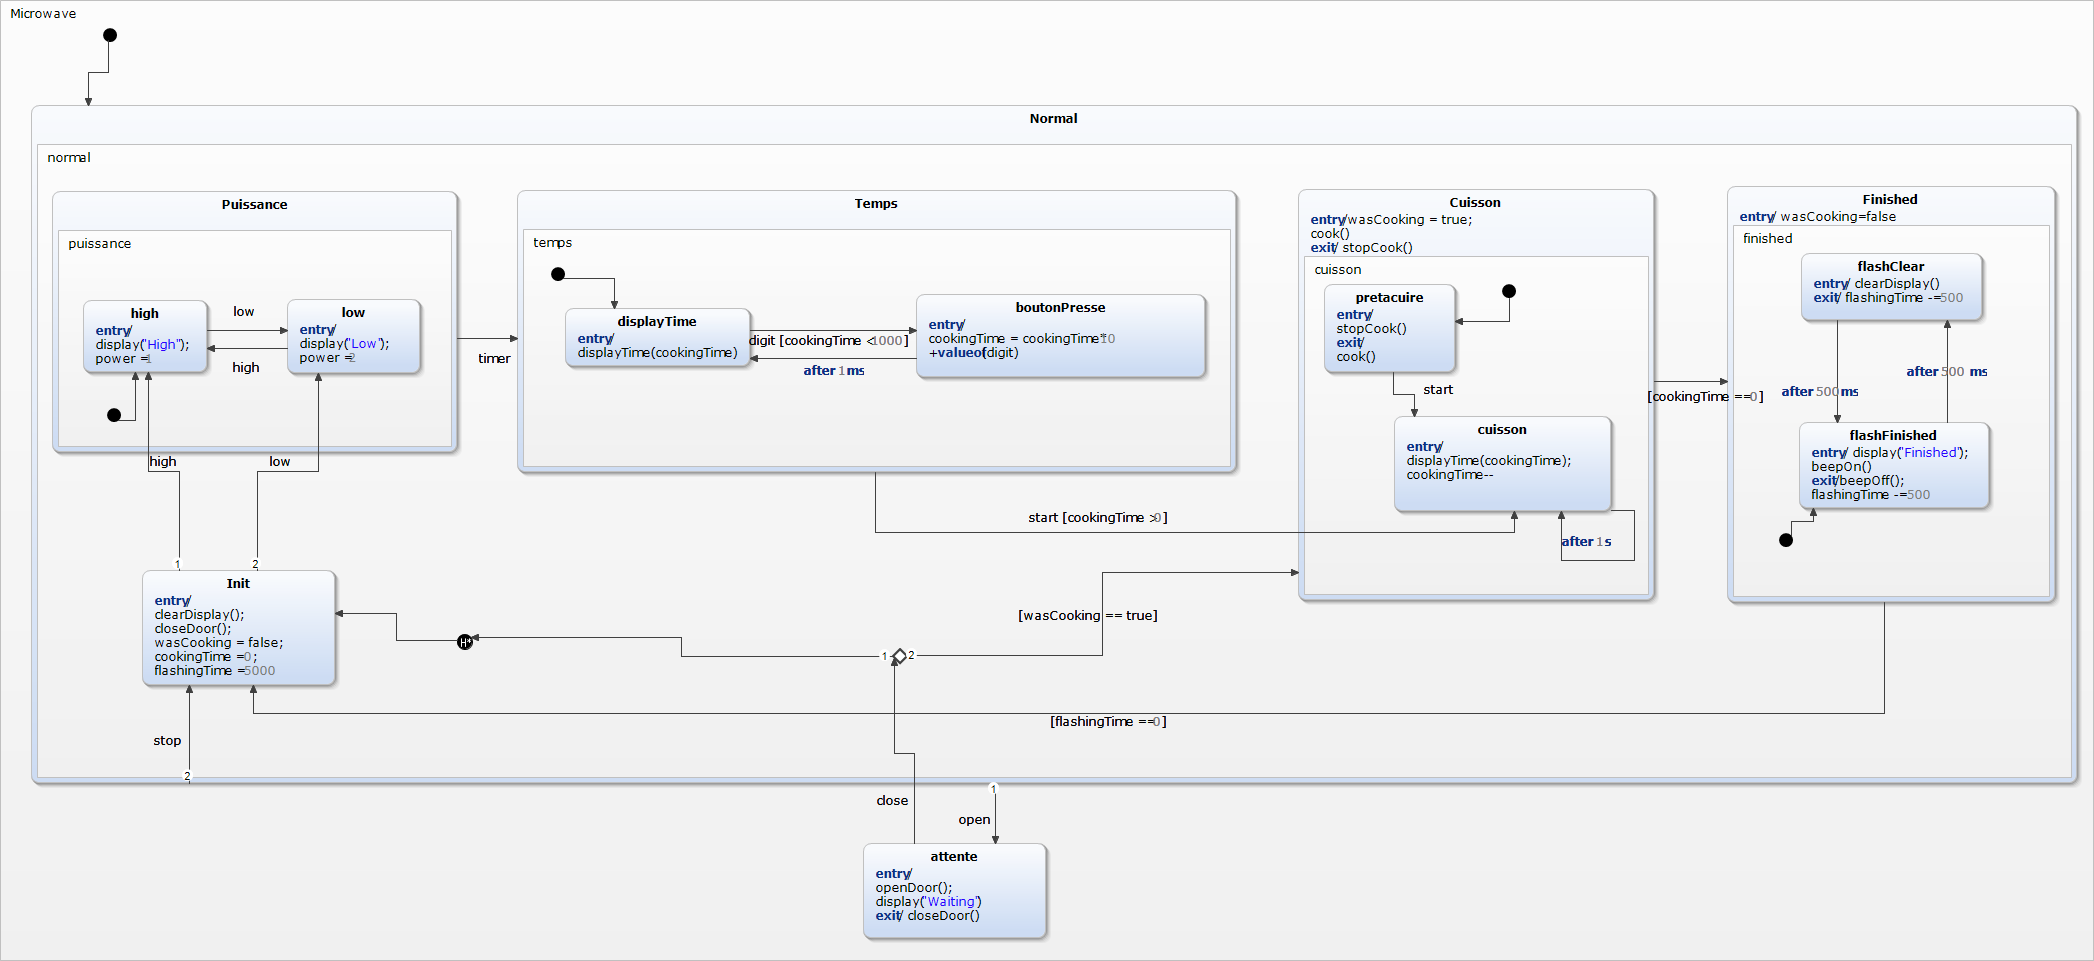 Microwave
Normal
normal
Puissance
puissance
high
entry/
display("High");
power =1
low
high
low
entry/
display("Low");
power =2
high
low
timer
Temps
temps
displayTime
entry/
displayTime(cookingTime)
digit [cookingTime <1000]
after 1 ms
boutonPresse
entry/
cookingTime = cookingTime*10
+valueof(digit)
start [cookingTime >0]
Cuisson
entry/wasCooking = true;
cook()
exit/ stopCook()
cuisson
pretacuire
entry/
stopCook()
exit/
cook()
start
cuisson
entry/
displayTime(cookingTime);
cookingTime--
after 1 s
[cookingTime ==0]
Finished
entry/ wasCooking=false
finished
flashClear
entry/ clearDisplay()
exit/ flashingTime -=500
after 500 ms
after 500 ms
flashFinished
entry/ display("Finished");
beepOn()
exit/beepOff();
flashingTime -=500
1
2
Init
entry/
clearDisplay();
closeDoor();
wasCooking = false;
cookingTime =0;
flashingTime =5000
H*
1
2
[wasCooking == true]
[flashingTime ==0]
stop
2
close
1
open
attente
entry/
openDoor();
display("Waiting")
exit/ closeDoor()